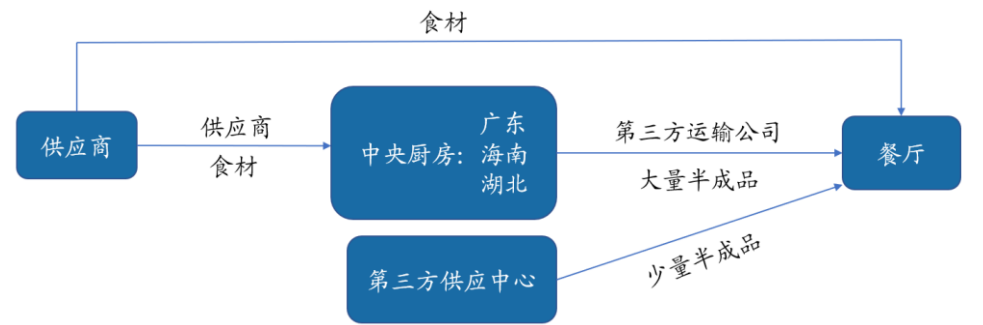 食材
供应商
供应商
食材
中央厨房:
广东
海南
湖北
第三方运输公司
大量半成品
餐厅
第三方供应中心
少量半成品